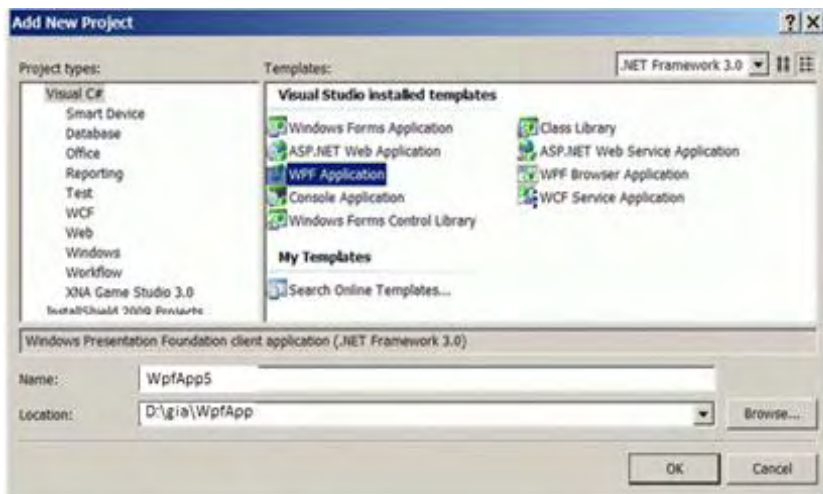 Add New Project
Project types:
Templates:
.NET Framework 3.0
Visual C#
Smart Device
Database
Office
Reporting
Test
WCF
Web
Windows
Workflow
XNA Game Studio 3.0
InstallShield 2009 Projects
Visual Studio installed templates
Windows Forms Application
ASP.NET Web Application
WPF Application
Console Application
Windows Forms Control Library
Class Library
ASP.NET Web Service Application
WPF Browser Application
WCF Service Application
My Templates
Search Online Templates...
Windows Presentation Foundation client application (.NET Framework 3.0)
Name:
WpfApp5
Location:
D:\gia\WpfApp
Browse...
OK
Cancel